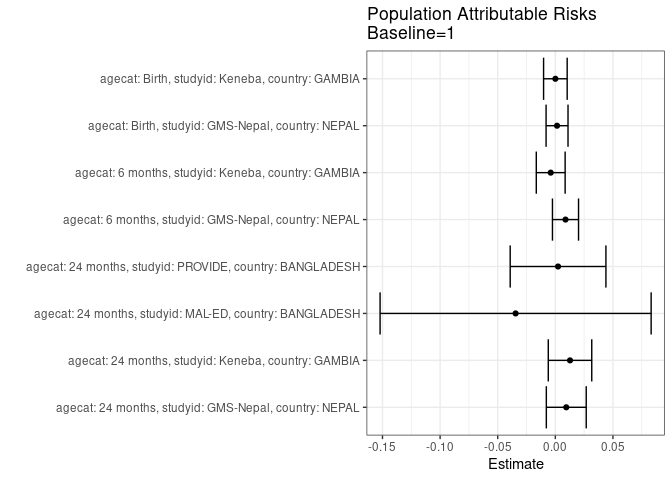 Population Attributable Risks
Baseline=1
agecat: Birth, studyid: Keneba, country: GAMBIA
agecat: Birth, studyid: GMS-Nepal, country: NEPAL
agecat: 6 months, studyid: Keneba, country: GAMBIA
agecat: 6 months, studyid: GMS-Nepal, country: NEPAL
agecat: 24 months, studyid: PROVIDE, country: BANGLADESH
agecat: 24 months, studyid: MAL-ED, country: BANGLADESH
agecat: 24 months, studyid: Keneba, country: GAMBIA
agecat: 24 months, studyid: GMS-Nepal, country: NEPAL
-0.15 -0.10 -0.05 0.00 0.05
Estimate